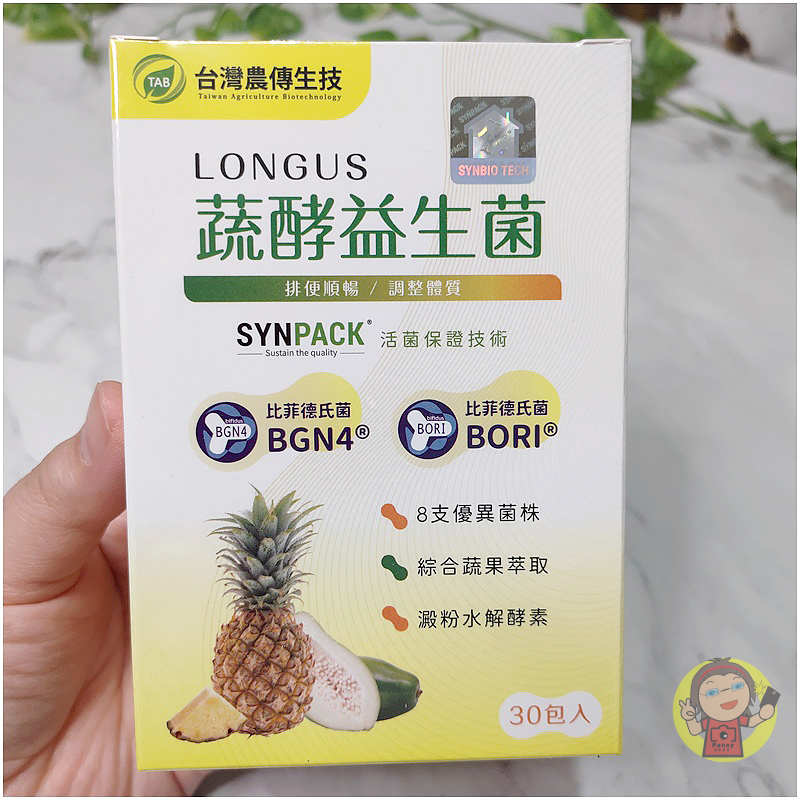 TAB
台灣農傳生技
Taiwan Agriculture Biotechnology
SYNPACK
SYNBIO TECH
LONGUS
蔬酵益生菌
排便順暢 / 調整體質
SYNPACK® 活菌保證技術
Sustain the quality
bifidus
BGN4
比菲德氏菌
BGN4®
bifidus
BORI
比菲德氏菌
BORI®
8支優異菌株
綜合蔬果萃取
澱粉水解酵素
30包入
Penny